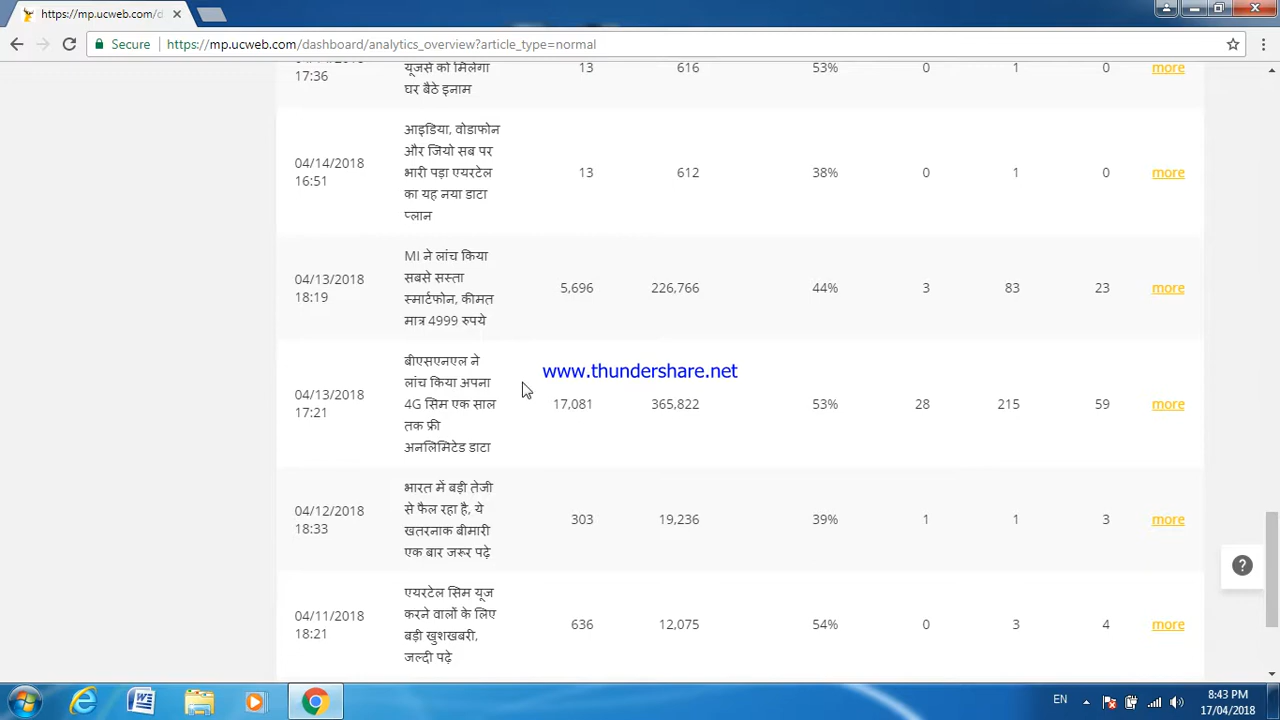 https://mp.ucweb.com/d
Secure https://mp.ucweb.com/dashboard/analytics_overview?article_type=normal
17:36
यूजर्स को मिलेगा
घर बैठे इनाम
13 616 53% 0 1 0 more
04/14/2018
16:51
आइडिया, वोडाफोन
और जियो सब पर
भारी पड़ा एयरटेल
का यह नया डाटा
प्लान
13 612 38% 0 1 0 more
04/13/2018
18:19
MI ने लांच किया
सबसे सस्ता
स्मार्टफोन, कीमत
मात्र 4999 रुपये
5,696 226,766 44% 3 83 23 more
www.thundershare.net
04/13/2018
17:21
बीएसएनएल ने
लांच किया अपना
4G सिम एक साल
तक फ्री
अनलिमिटेड डाटा
17,081 365,822 53% 28 215 59 more
04/12/2018
18:33
भारत में बड़ी तेजी
से फैल रहा है, ये
खतरनाक बीमारी
एक बार जरूर पढ़े
303 19,236 39% 1 1 3 more
04/11/2018
18:21
एयरटेल सिम यूज
करने वालों के लिए
बड़ी खुशखबरी,
जल्दी पढ़े
636 12,075 54% 0 3 4 more
?
EN
8:43 PM
17/04/2018